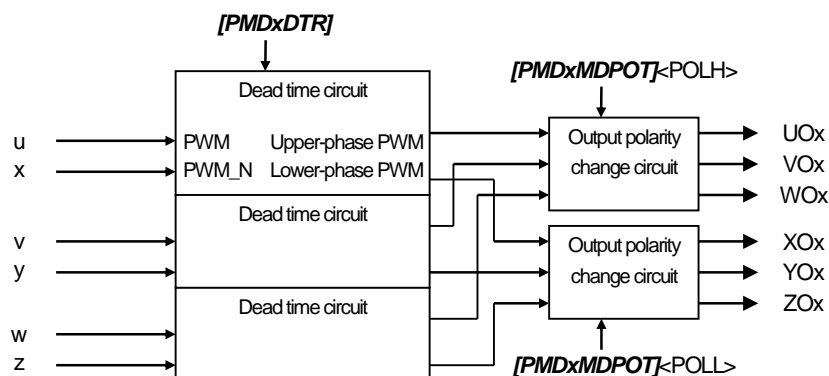 [PMDxDTR]
[PMDxMDPOT]<POLH>
Dead time circuit
u
PWM
Upper-phase PWM
Output polarity
change circuit
UOx
x
PWM_N
Lower-phase PWM
VOx
WOx
Dead time circuit
v
y
Output polarity
change circuit
XOx
YOx
ZOx
Dead time circuit
w
z
[PMDxMDPOT]<POLL>